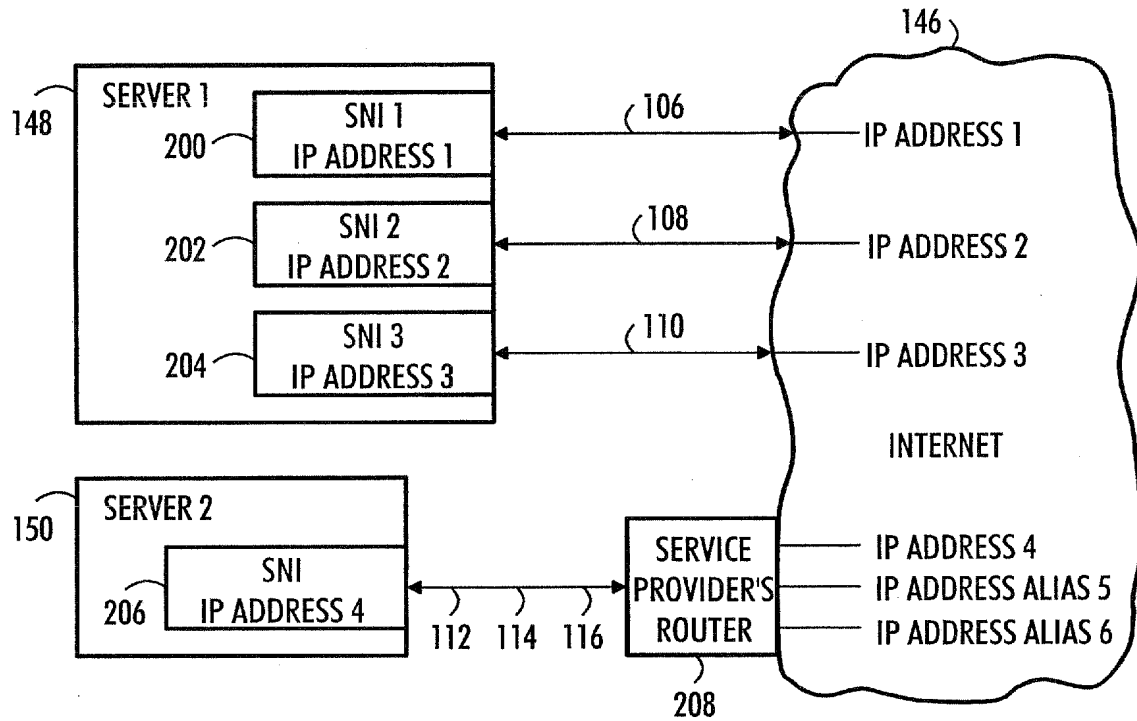 146
SERVER 1
148
SNI 1
IP ADDRESS 1
200
106
IP ADDRESS 1
SNI 2
IP ADDRESS 2
202
108
IP ADDRESS 2
SNI 3
IP ADDRESS 3
204
110
IP ADDRESS 3
INTERNET
SERVER 2
150
SNI
IP ADDRESS 4
206
112
114
116
SERVICE
PROVIDER'S
ROUTER
208
IP ADDRESS 4
IP ADDRESS ALIAS 5
IP ADDRESS ALIAS 6